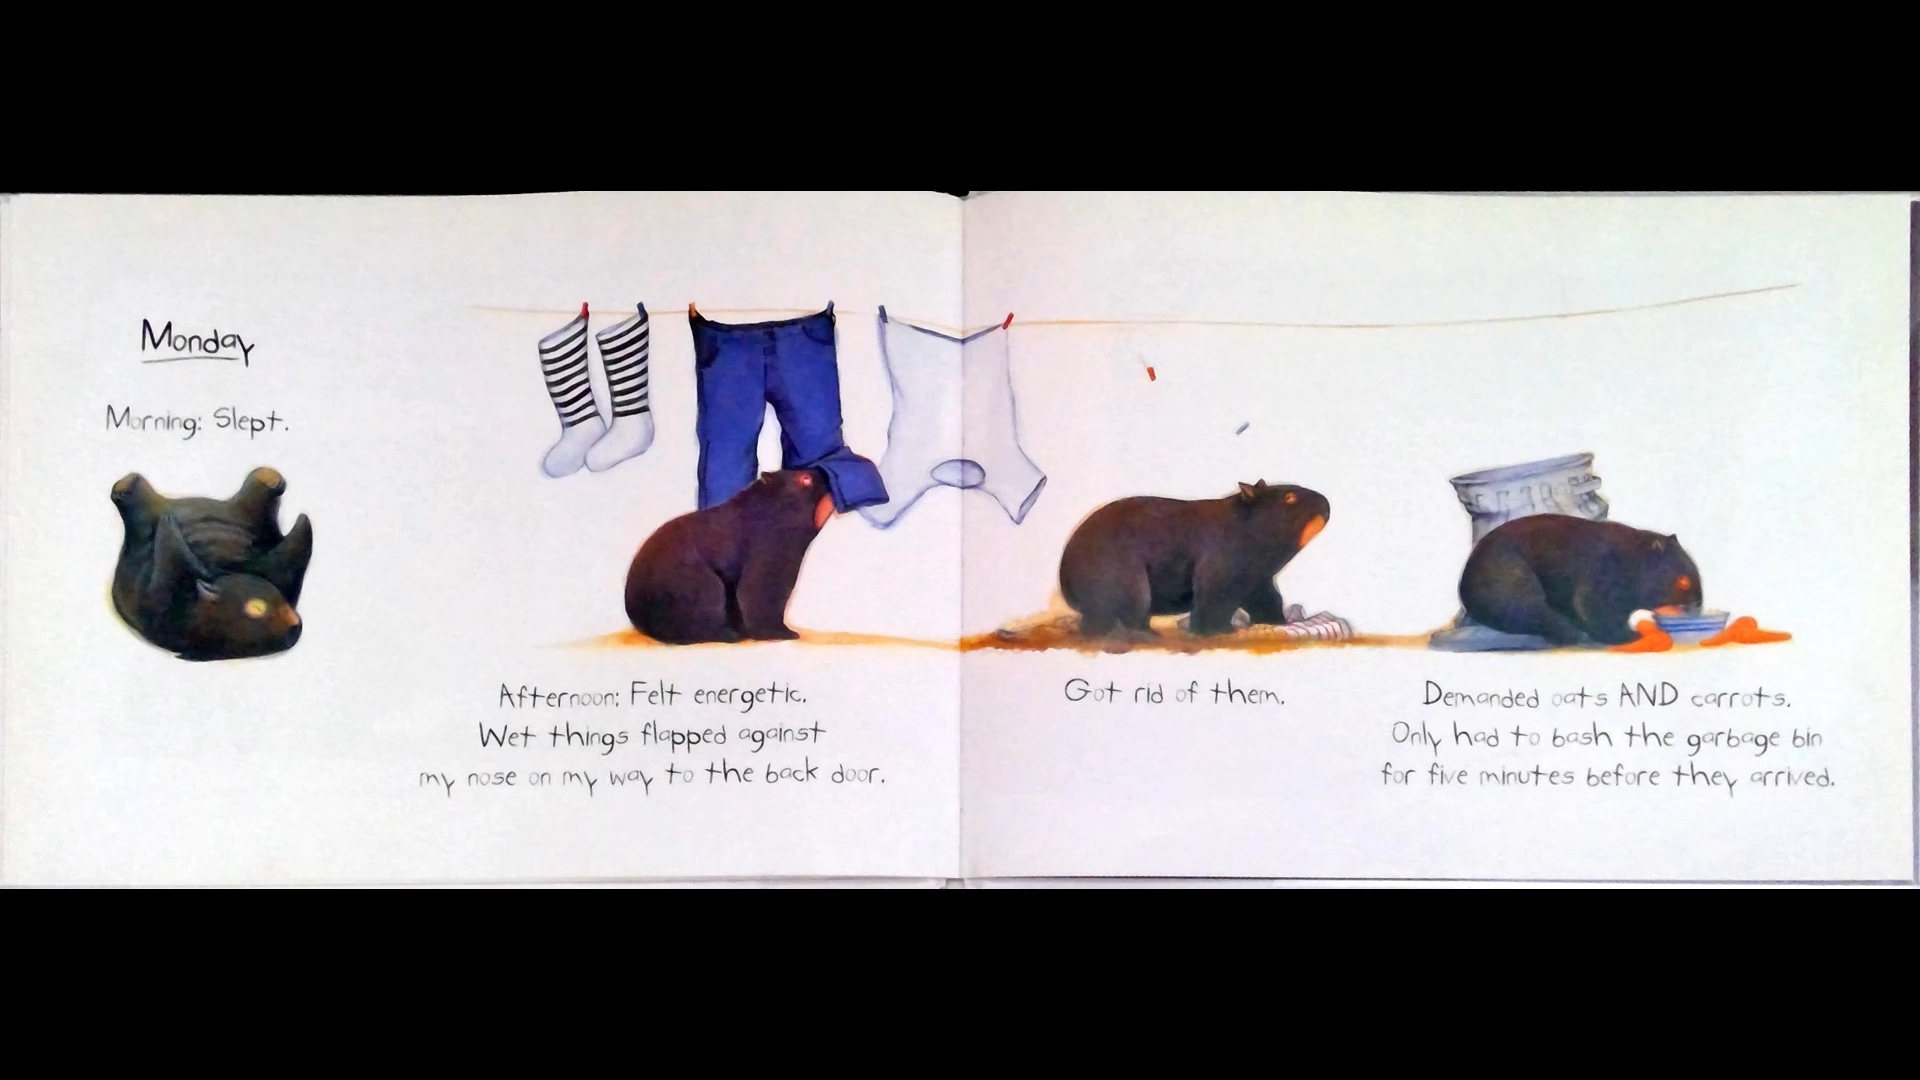 Monday
Morning: Slept.
Afternoon: Felt energetic.
Wet things flapped against
my nose on my way to the back door.
Got rid of them.
Demanded oats AND carrots.
Only had to bash the garbage bin
for five minutes before they arrived.